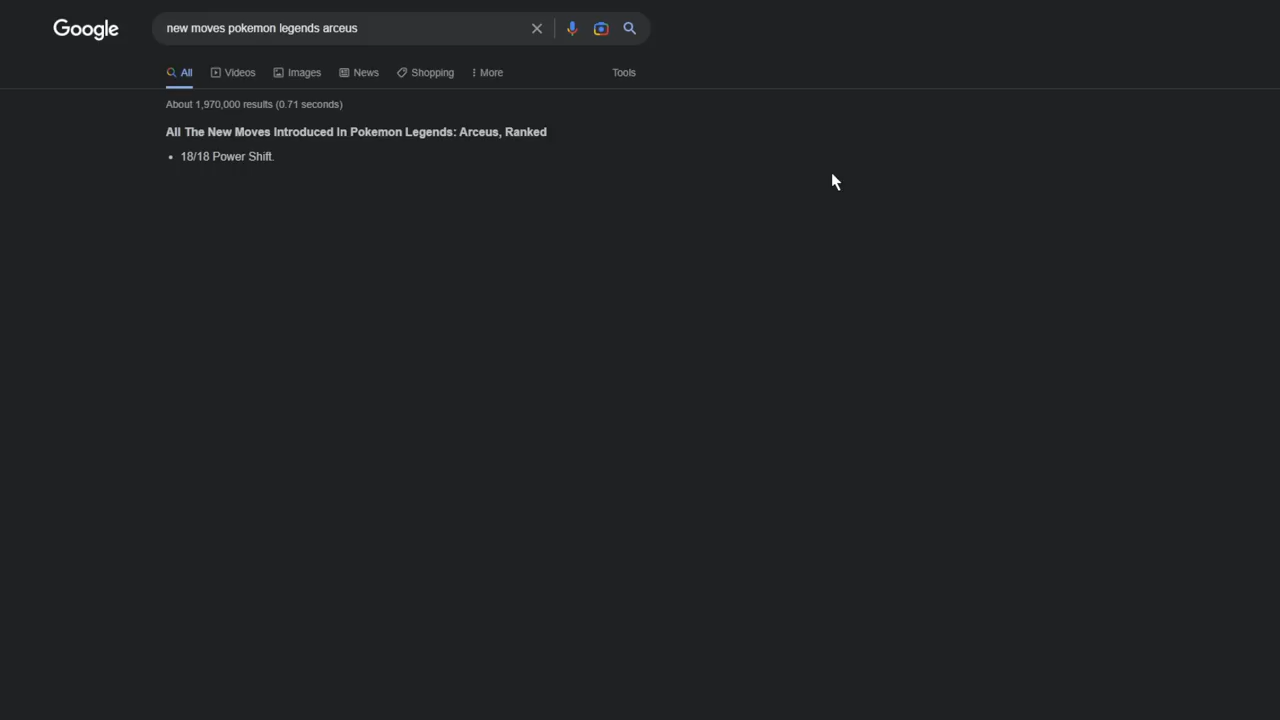 Google
new moves pokemon legends arceus
All
Videos
Images
News
Shopping
More
Tools
About 1,970,000 results (0.71 seconds)
All The New Moves Introduced In Pokemon Legends: Arceus, Ranked
• 18/18 Power Shift.